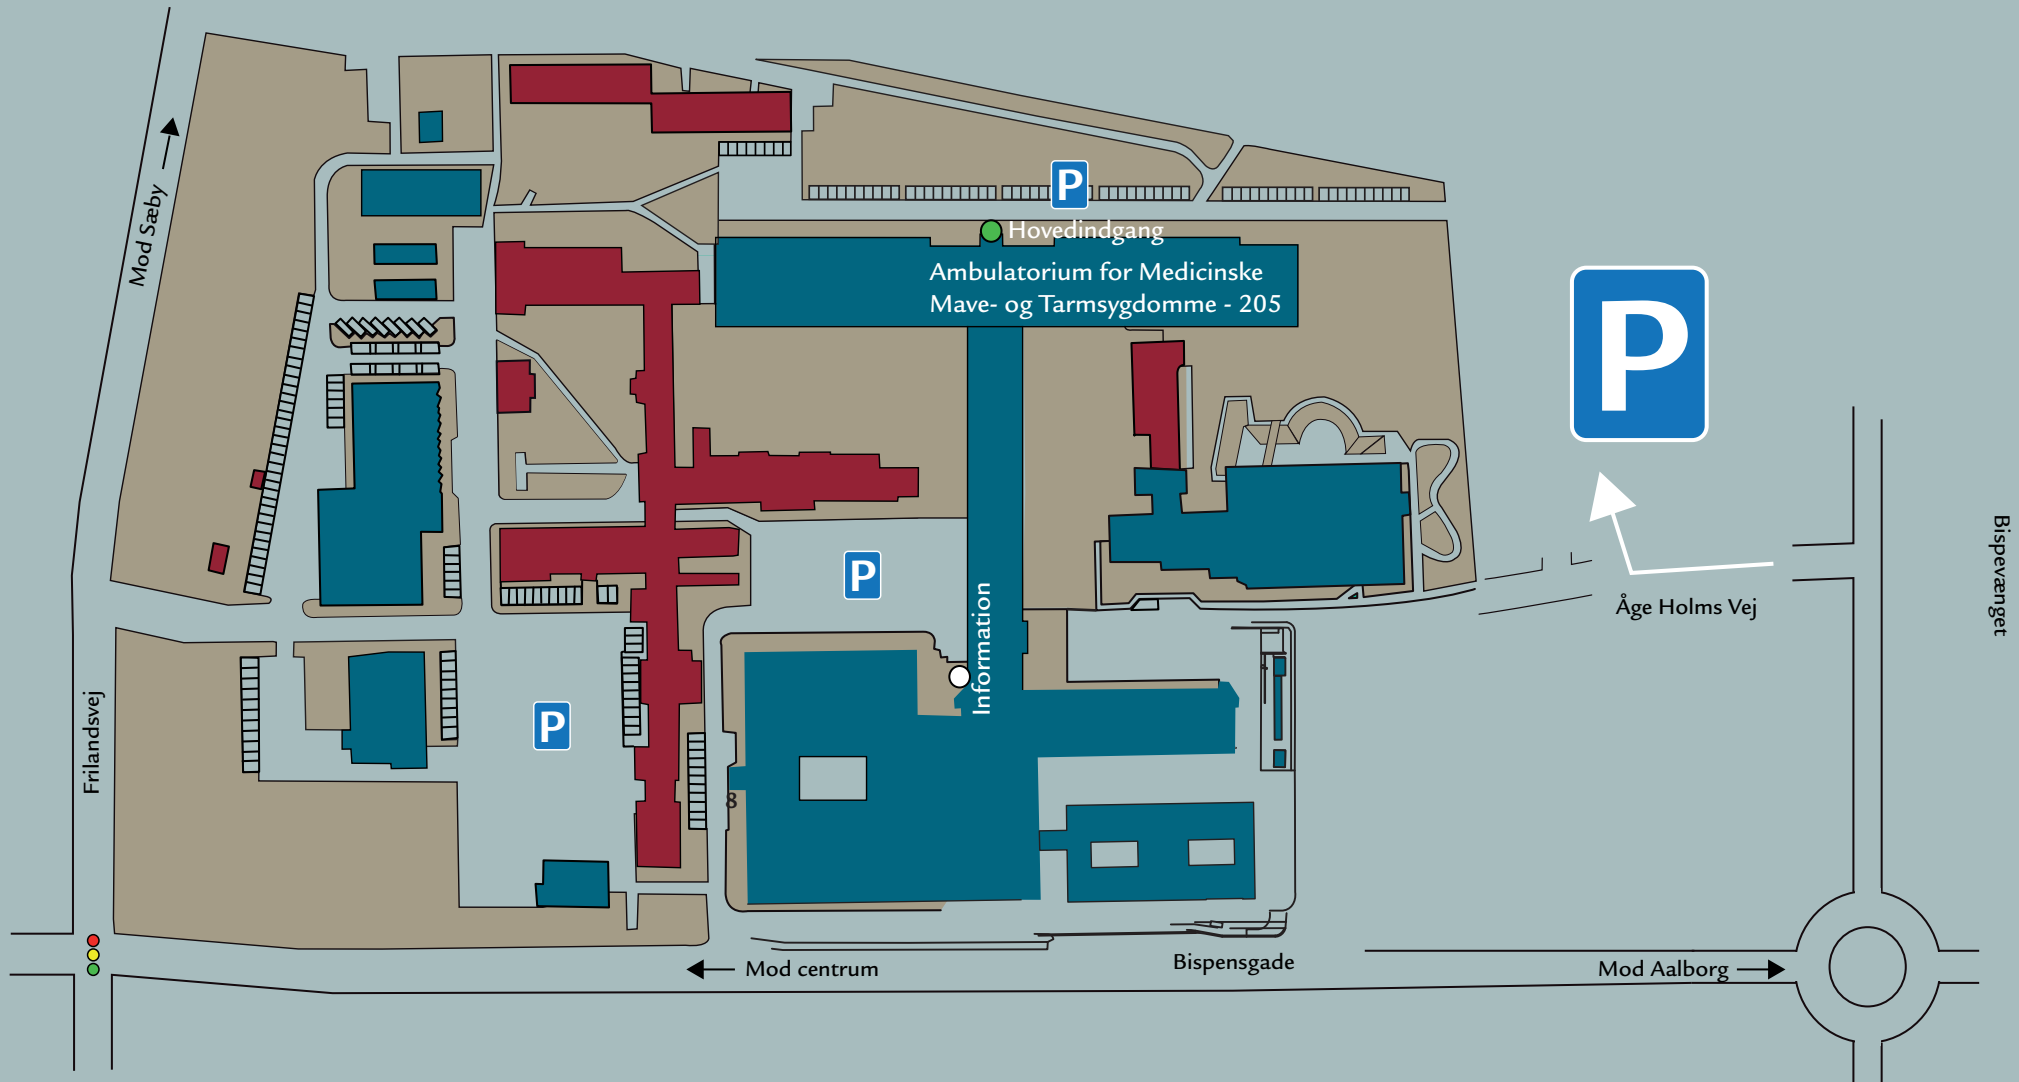 Mod Sæby
P
Hovedindgang
Ambulatorium for Medicinske
Mave- og Tarmsygdomme - 205
P
P
Information
Åge Holms Vej
Bispevænget
P
Frilandsvej
8
Mod centrum
Bispensgade
Mod Aalborg